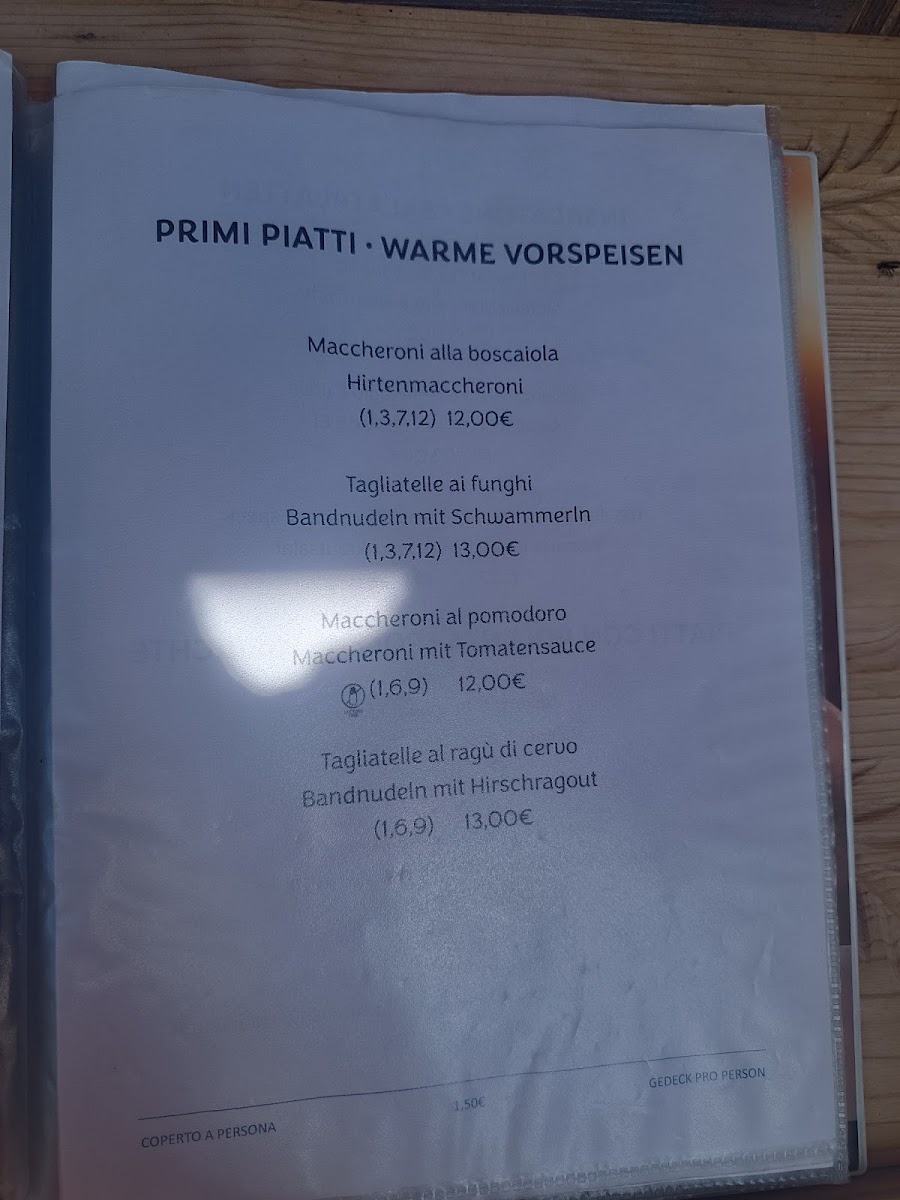 PRIMI PIATTI • WARME VORSPEISEN
Maccheroni alla boscaiola
Hirtenmaccheroni
(1,3,7,12) 12,00€
Tagliatelle ai funghi
Bandnudeln mit Schwammerln
(1,3,7,12) 13,00€
Maccheroni al pomodoro
Maccheroni mit Tomatensauce
(1,6,9) 12,00€
Tagliatelle al ragù di cervo
Bandnudeln mit Hirschragout
(1,6,9) 13,00€
COPERTO A PERSONA 1,50€ GEDECK PRO PERSON